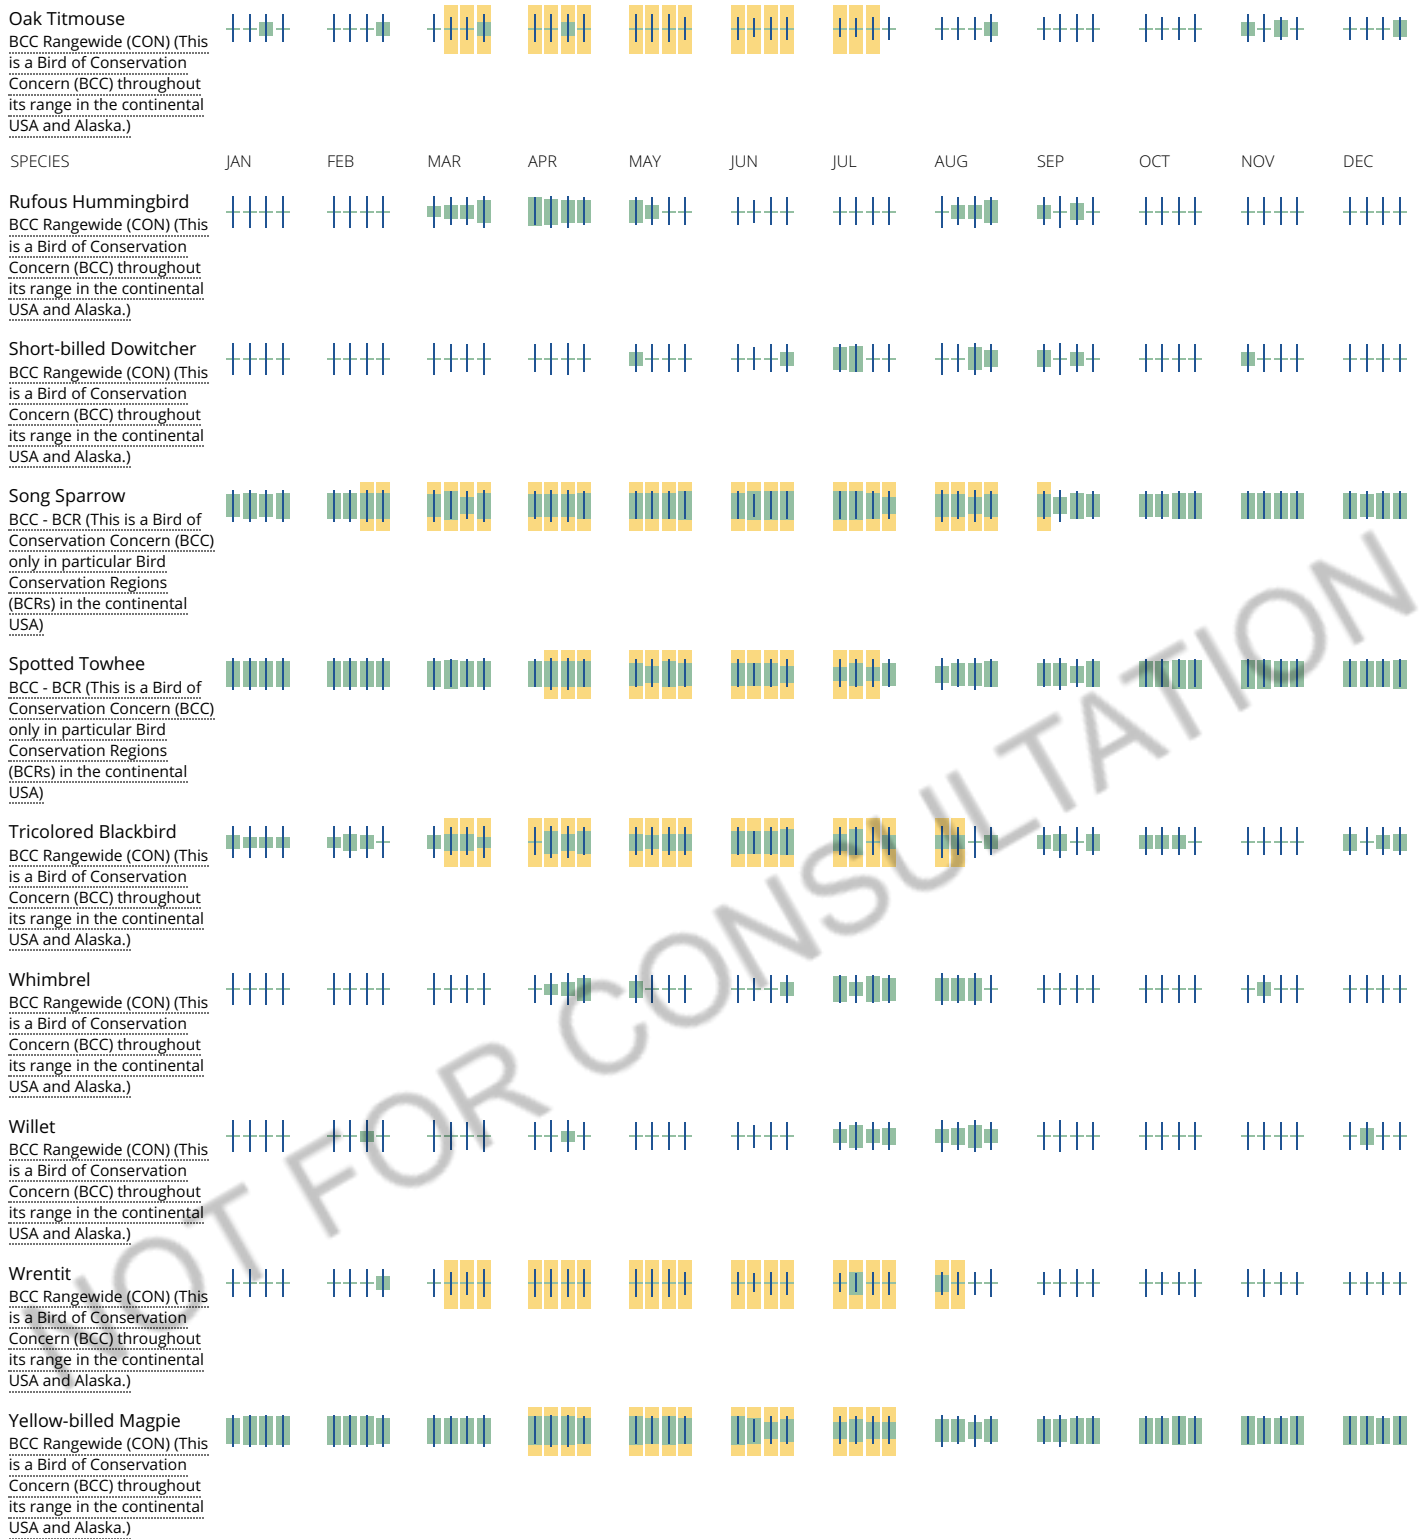 Oak Titmouse
BCC Rangewide (CON) (This
is a Bird of Conservation
Concern (BCC) throughout
its range in the continental
USA and Alaska.)
SPECIES JAN FEB MAR APR MAY JUN JUL AUG SEP OCT NOV DEC
Rufous Hummingbird
BCC Rangewide (CON) (This
is a Bird of Conservation
Concern (BCC) throughout
its range in the continental
USA and Alaska.)
Short-billed Dowitcher
BCC Rangewide (CON) (This
is a Bird of Conservation
Concern (BCC) throughout
its range in the continental
USA and Alaska.)
Song Sparrow
BCC - BCR (This is a Bird of
Conservation Concern (BCC)
only in particular Bird
Conservation Regions
(BCRs) in the continental
USA)
Spotted Towhee
BCC - BCR (This is a Bird of
Conservation Concern (BCC)
only in particular Bird
Conservation Regions
(BCRs) in the continental
USA)
Tricolored Blackbird
BCC Rangewide (CON) (This
is a Bird of Conservation
Concern (BCC) throughout
its range in the continental
USA and Alaska.)
Whimbrel
BCC Rangewide (CON) (This
is a Bird of Conservation
Concern (BCC) throughout
its range in the continental
USA and Alaska.)
Willet
BCC Rangewide (CON) (This
is a Bird of Conservation
Concern (BCC) throughout
its range in the continental
USA and Alaska.)
Wrentit
BCC Rangewide (CON) (This
is a Bird of Conservation
Concern (BCC) throughout
its range in the continental
USA and Alaska.)
Yellow-billed Magpie
BCC Rangewide (CON) (This
is a Bird of Conservation
Concern (BCC) throughout
its range in the continental
USA and Alaska.)
NOT FOR CONSULTATION